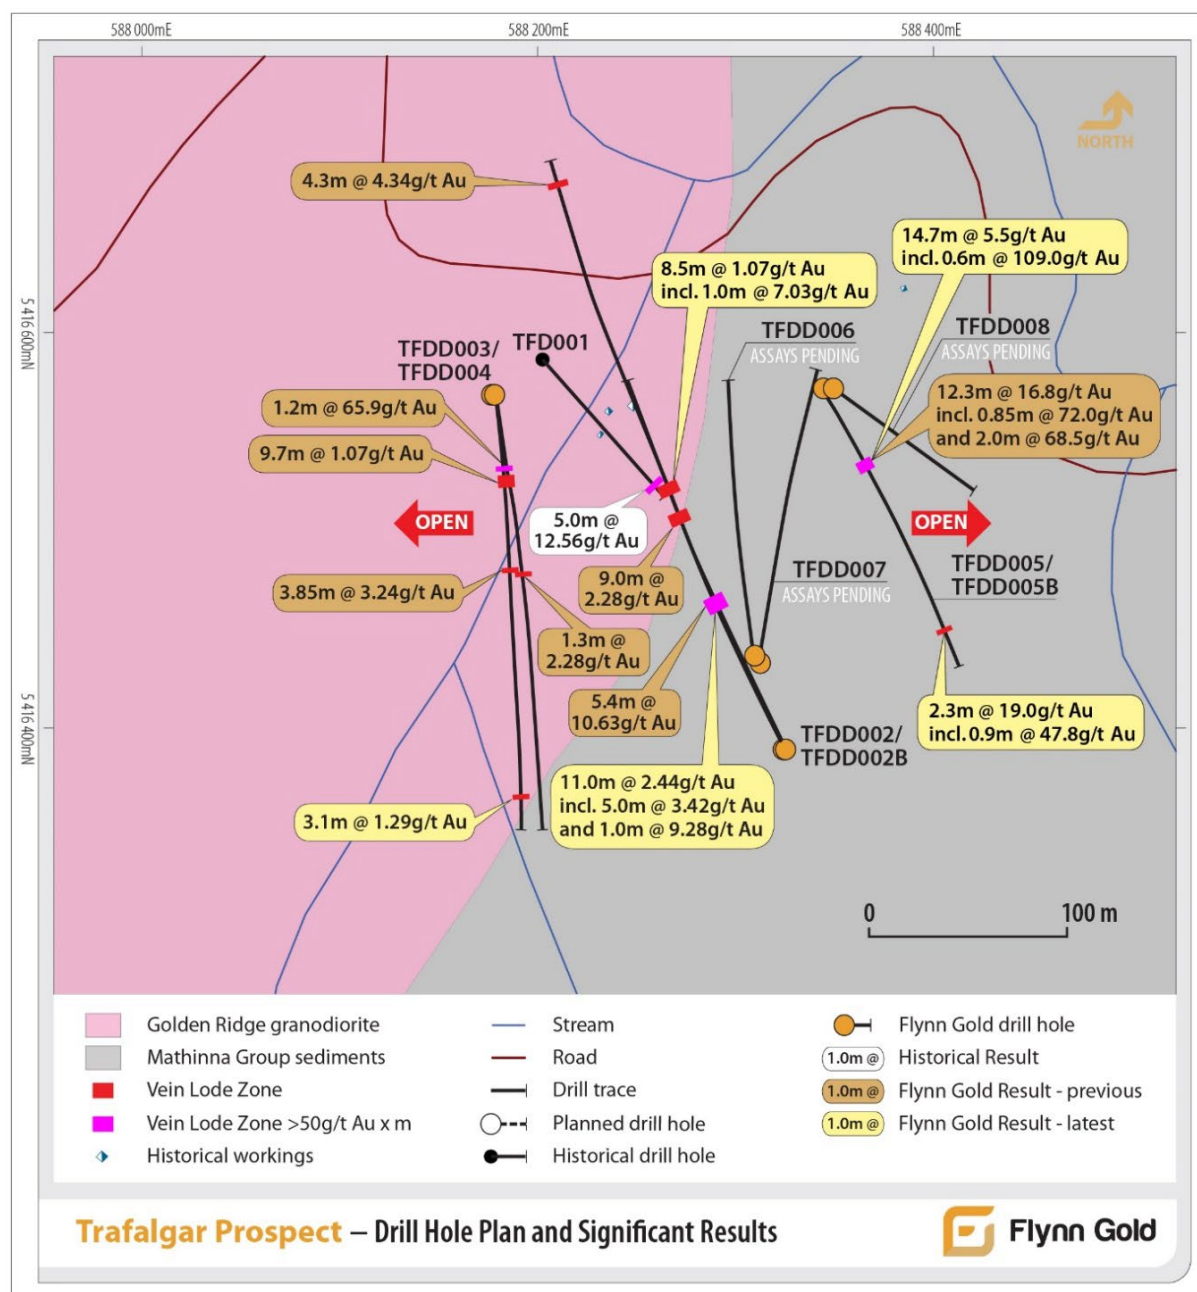 588 000mE
588 200mE
588 400mE
NORTH
4.3m @ 4.34g/t Au
14.7m @ 5.5g/t Au
incl. 0.6m @ 109.0g/t Au
8.5m @ 1.07g/t Au
incl. 1.0m @ 7.03g/t Au
5 416 600mN
TFDD003/
TFDD004
TFD001
TFDD006
ASSAYS PENDING
TFDD008
ASSAYS PENDING
1.2m @ 65.9g/t Au
12.3m @ 16.8g/t Au
incl. 0.85m @ 72.0g/t Au
and 2.0m @ 68.5g/t Au
9.7m @ 1.07g/t Au
OPEN
5.0m @
12.56g/t Au
OPEN
3.85m @ 3.24g/t Au
9.0m @
2.28g/t Au
TFDD007
ASSAYS PENDING
TFDD005/
TFDD005B
1.3m @
2.28g/t Au
5.4m @
10.63g/t Au
5 416 400mN
2.3m @ 19.0g/t Au
incl. 0.9m @ 47.8g/t Au
TFDD002/
TFDD002B
11.0m @ 2.44g/t Au
incl. 5.0m @ 3.42g/t Au
and 1.0m @ 9.28g/t Au
3.1m @ 1.29g/t Au
0 100 m
Golden Ridge granodiorite
Mathinna Group sediments
Vein Lode Zone
Vein Lode Zone >50g/t Au x m
Historical workings
Stream
Road
Drill trace
Planned drill hole
Historical drill hole
Flynn Gold drill hole
1.0m @ Historical Result
1.0m @ Flynn Gold Result - previous
1.0m @ Flynn Gold Result - latest
Trafalgar Prospect – Drill Hole Plan and Significant Results
Flynn Gold